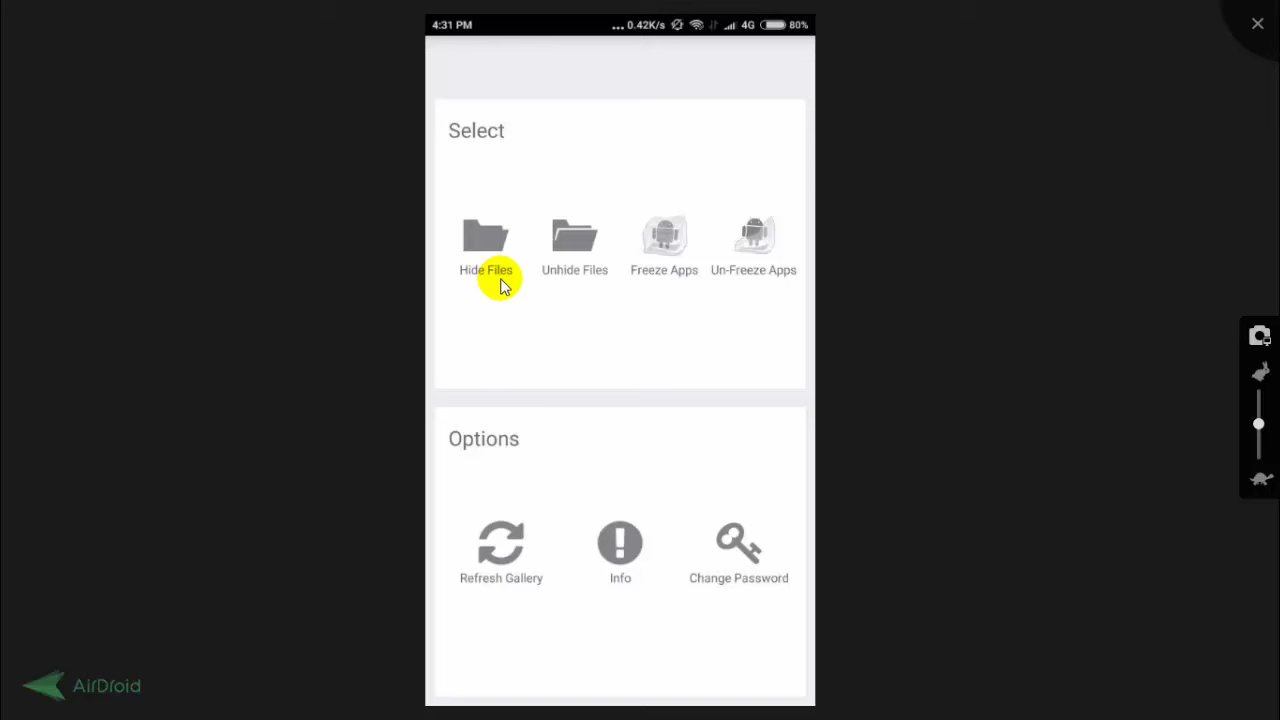 4:31 PM ... 0.42K/s 4G 80%
Select
Hide Files Unhide Files Freeze Apps Un-Freeze Apps
Options
Refresh Gallery Info Change Password
AirDroid